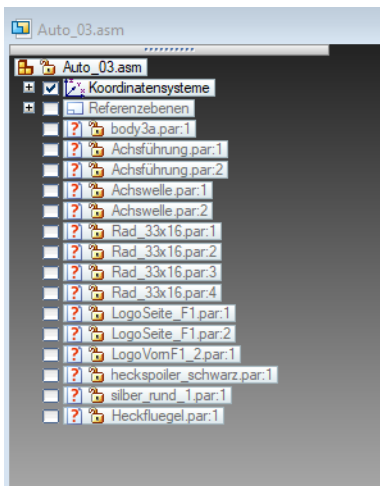 Auto_03.asm
Auto_03.asm
Koordinatensysteme
Referenzebenen
body3a.par:1
Achsführung.par:1
Achsführung.par:2
Achswelle.par:1
Achswelle.par:2
Rad_33x16.par:1
Rad_33x16.par:2
Rad_33x16.par:3
Rad_33x16.par:4
LogoSeite_F1.par:1
LogoSeite_F1.par:2
LogoVornF1_2.par:1
heckspoiler_schwarz.par:1
silber_rund_1.par:1
Heckfluegel.par:1